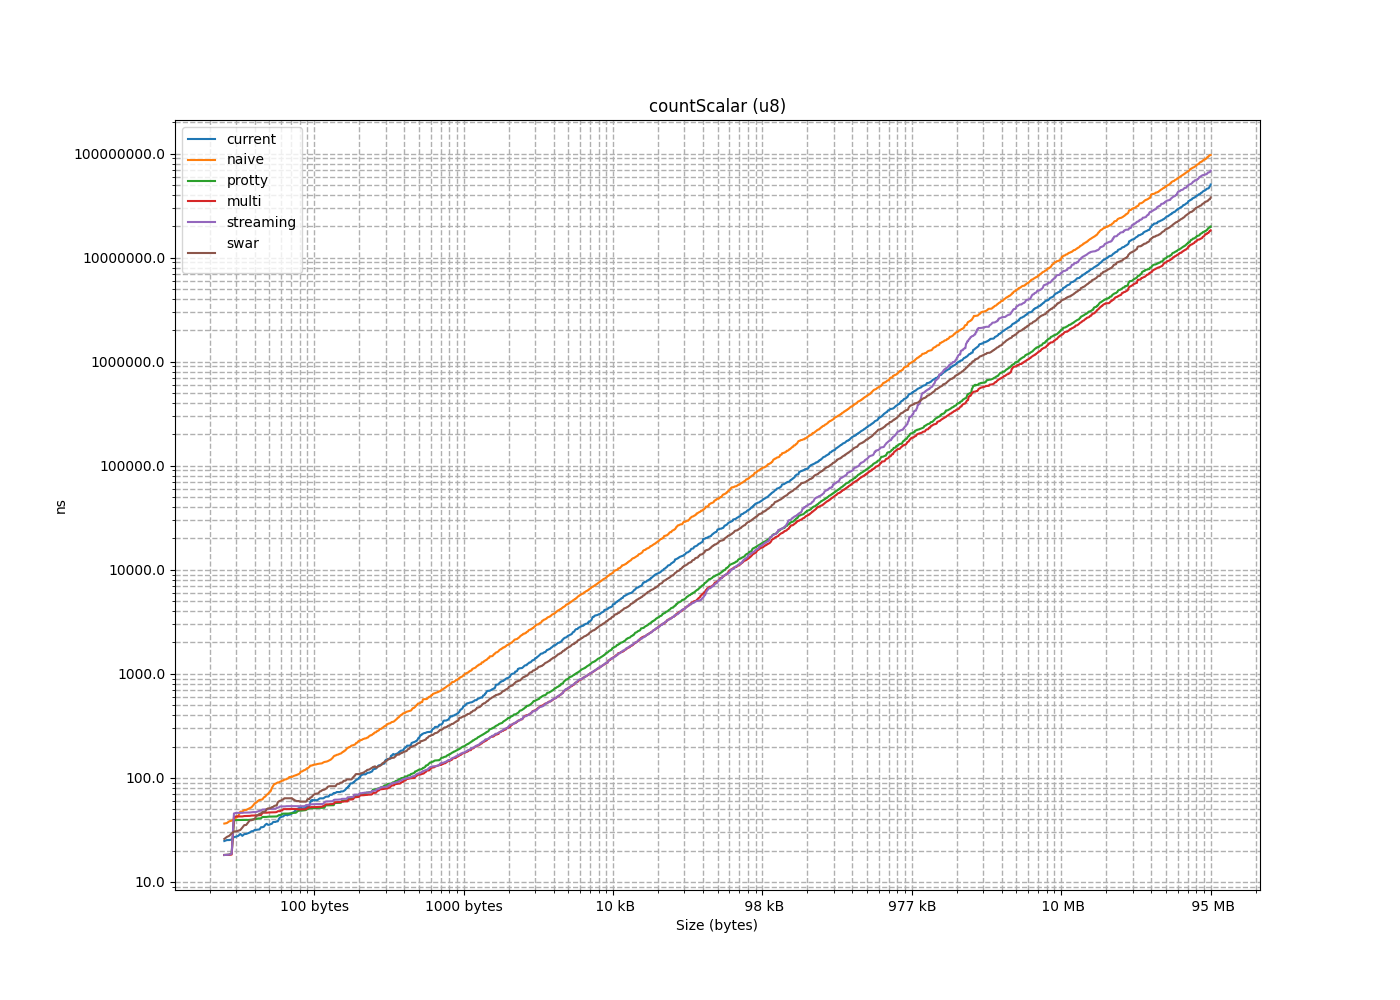 countScalar (u8)
current
naive
protty
multi
streaming
swar
100000000.0
10000000.0
1000000.0
100000.0
10000.0
1000.0
100.0
10.0
ns
100 bytes
1000 bytes
10 kB
98 kB
977 kB
10 MB
95 MB
Size (bytes)